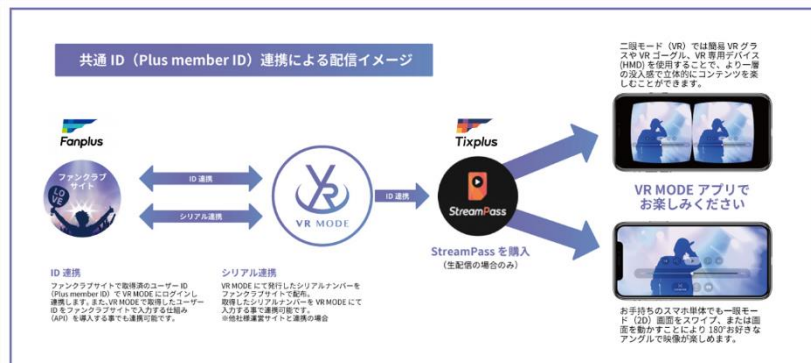 共通 ID（Plus member ID）連携による配信イメージ
二眼モード（VR）では簡易 VR グラ
スや VR ゴーグル、VR 専用デバイス
(HMD) を使用することで、より一層
の没入感で立体的にコンテンツを楽
しむことができます。
Fanplus
ファンクラブ
サイト
LOVE
ID 連携
シリアル連携
VR MODE
ID 連携
Tixplus
StreamPass
StreamPass を購入
（生配信の場合のみ）
VR MODE アプリで
お楽しみください
ID 連携
ファンクラブサイトで取得済のユーザー ID
（Plus member ID）で VR MODE にログインし
連携します。また、VR MODE で取得したユーザー
ID をファンクラブサイトで入力する仕組み
（API）を導入する事でも連携可能です。
シリアル連携
VR MODE にて発行したシリアルナンバーを
ファンクラブサイトで配布。
取得したシリアルナンバーを VR MODE にて
入力する事で連携可能です。
※他社様運営サイトと連携の場合
お手持ちのスマホ単体でも一眼モ
ード（2D）画面をスワイプ、または画
面を動かすことにより 180°お好きな
アングルで映像が楽しめます。